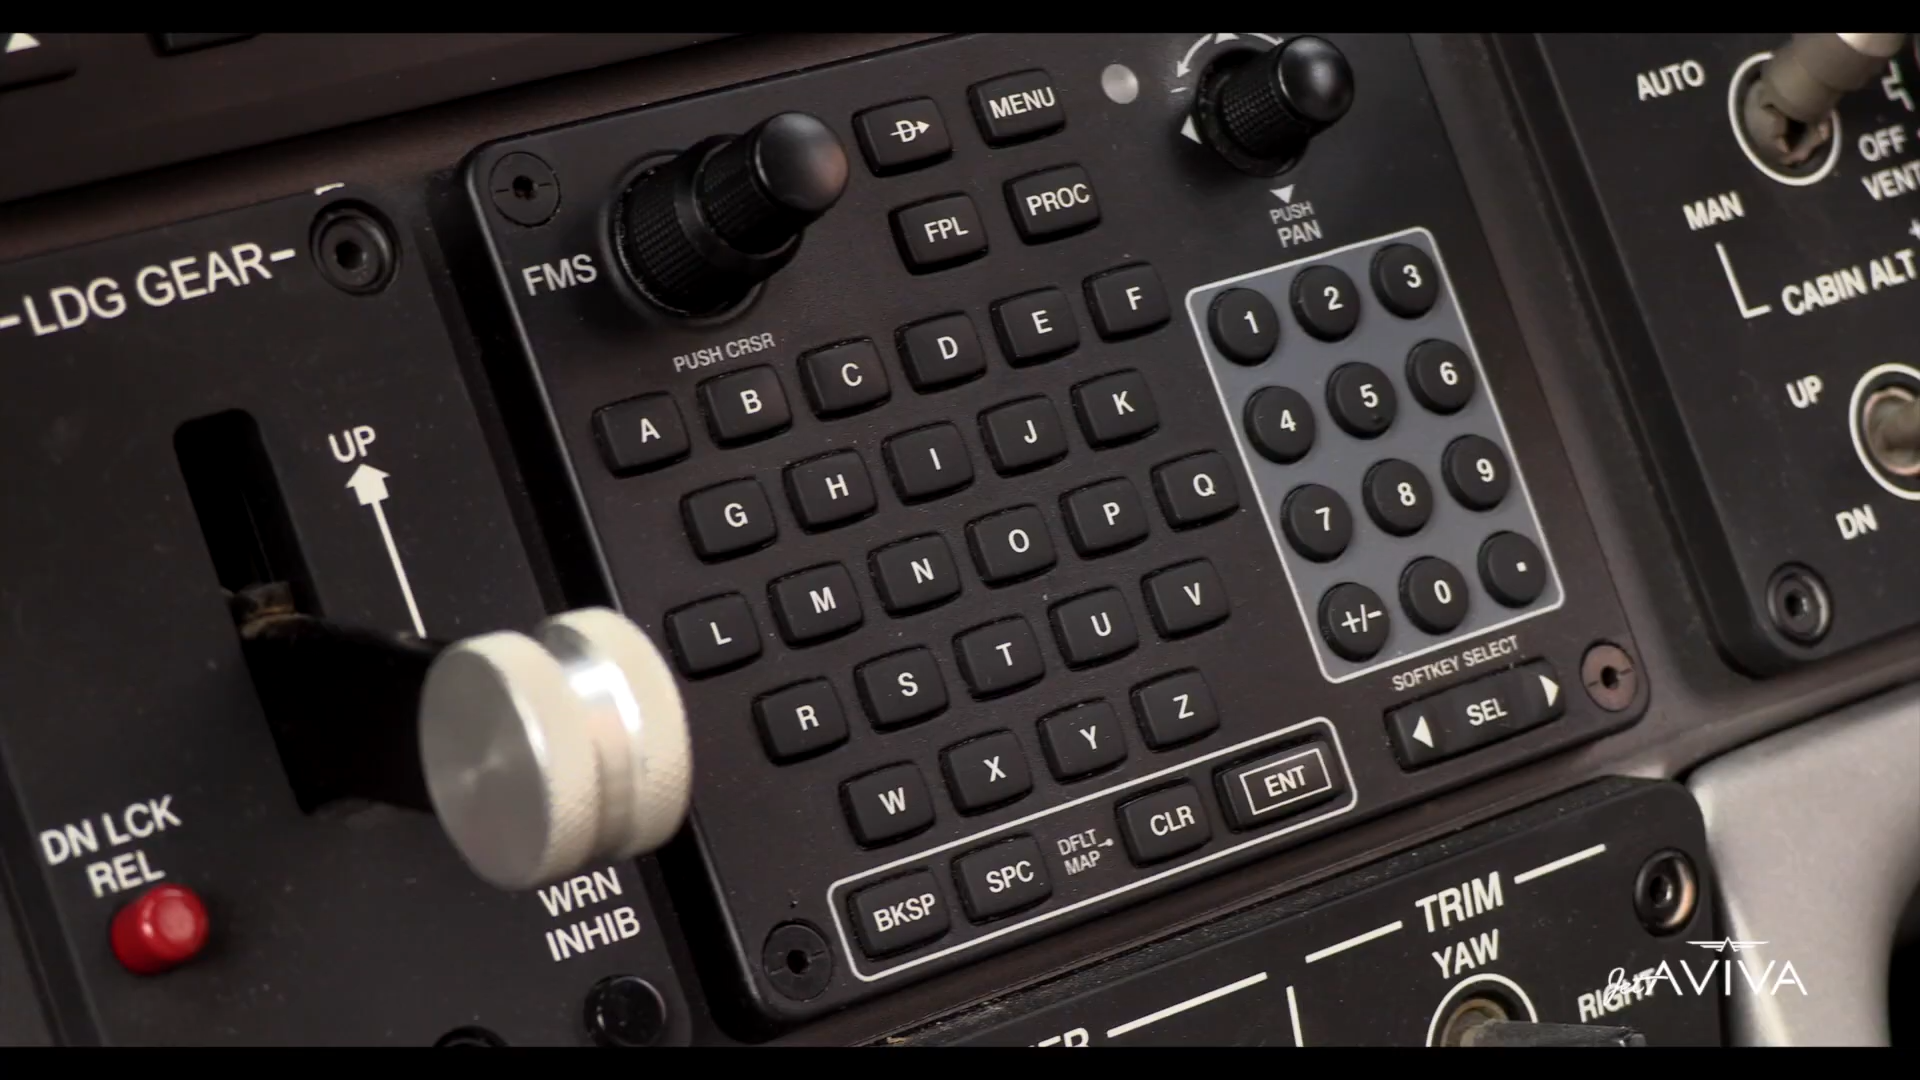 -LDG GEAR-
UP
DN LCK
REL
WRN
INHIB
FMS
PUSH CRSR
D
MENU
FPL
PROC
PUSH
PAN
A B C D E F
G H I J K
L M N O P Q
R S T U V
W X Y Z
1 2 3
4 5 6
7 8 9
+/- 0 .
SOFTKEY SELECT
SEL
BKSP SPC
DFLT
MAP
CLR ENT
AUTO
OFF
VENT
MAN
CABIN ALT
UP
DN
TRIM
YAW
RIGHT
Jet AVIVA